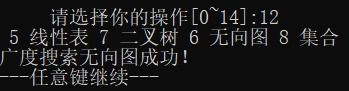 请选择你的操作[0~14]:12
5 线性表 7 二叉树 6 无向图 8 集合
广度搜索无向图成功!
---任意键继续---